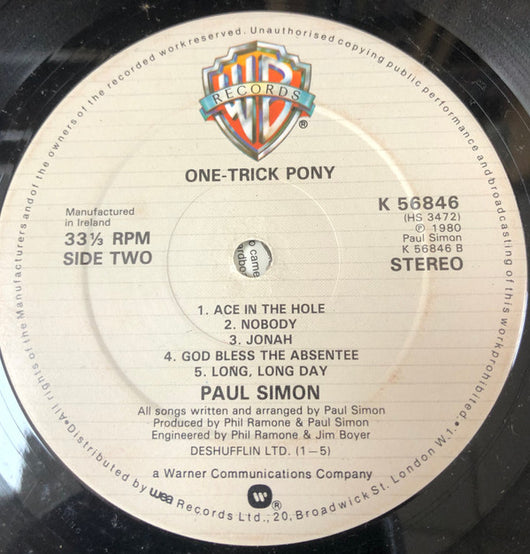 All rights of the Manufacturers and of the owners of the recorded work reserved. Unauthorised copying public performance and broadcasting of this work prohibited.
WB
RECORDS
®
ONE-TRICK PONY
Manufactured
in Ireland
33⅓ RPM
SIDE TWO
K 56846
(HS 3472)
℗ 1980
Paul Simon
K 56846 B
STEREO
came
1. ACE IN THE HOLE
2. NOBODY
3. JONAH
4. GOD BLESS THE ABSENTEE
5. LONG, LONG DAY
PAUL SIMON
All songs written and arranged by Paul Simon
Produced by Phil Ramone & Paul Simon
Engineered by Phil Ramone & Jim Boyer
DESHUFFLIN LTD. (1—5)
a Warner Communications Company
W ®
•Distributed by wea Records Ltd., 20, Broadwick St. London W.1.•